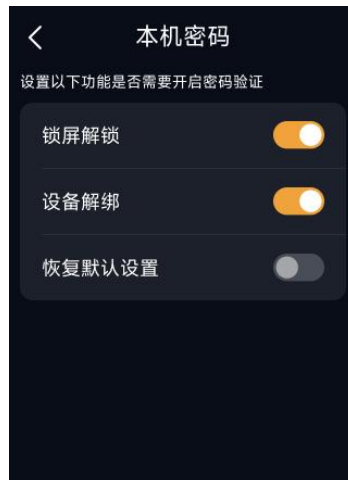 本机密码
设置以下功能是否需要开启密码验证
锁屏解锁
设备解绑
恢复默认设置